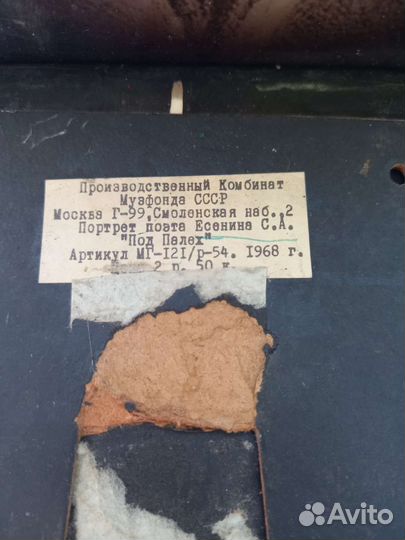 Производственный Комбинат
Музфонда СССР
Москва Г-99,Смоленская наб. 2
Портрет поэта Есенина С.А.
"Под Палех"
Артикул МГ-121/р-54. 1968 г.
2 р. 50 к.
Avito